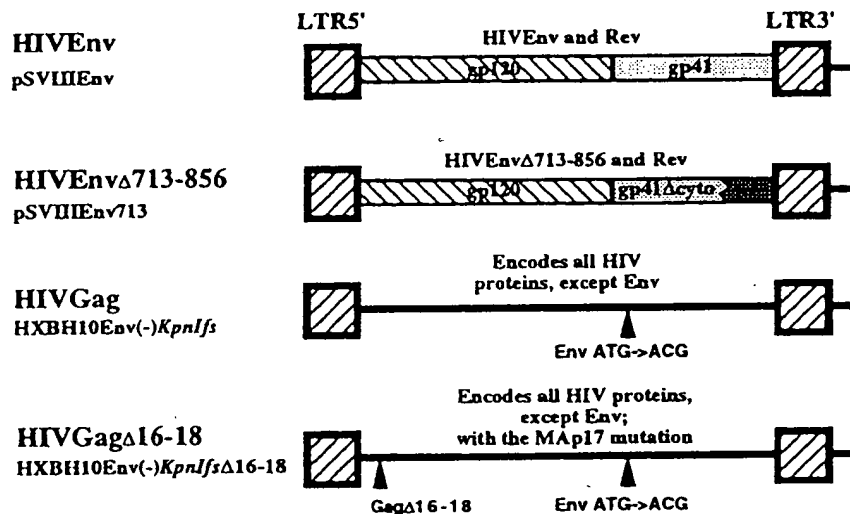 LTR5' LTR3'
HIVEnv HIVEnv and Rev
pSVIIIEnv gp120 gp41
HIVEnvΔ713-856 HIVEnvΔ713-856 and Rev
pSVIIIEnv713 gp120 gp41Δcyto
Encodes all HIV
proteins, except Env
HIVGag
HXBH10Env(-)KpnIfs
Env ATG->ACG
Encodes all HIV proteins,
except Env;
HIVGagΔ16-18 with the MAp17 mutation
HXBH10Env(-)KpnIfsΔ16-18
GagΔ16-18 Env ATG->ACG